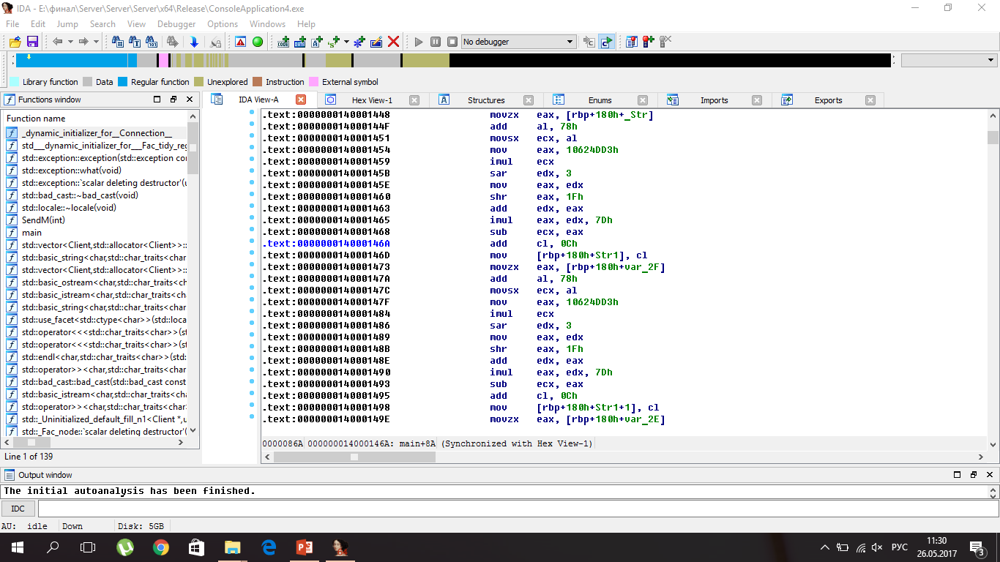 IDA - E:\финал\Server\Server\Server\x64\Release\ConsoleApplication4.exe
File Edit Jump Search View Debugger Options Windows Help
No debugger
Library function Data Regular function Unexplored Instruction External symbol
Functions window
IDA View-A Hex View-1 Structures Enums Imports Exports
Function name
_dynamic_initializer_for__Connection__
std___dynamic_initializer_for___Fac_tidy_reg
std::exception::exception(std::exception con
std::exception::what(void)
std::exception::`scalar deleting destructor'(u
std::bad_cast::~bad_cast(void)
std::locale::~locale(void)
SendM(int)
main
std::vector<Client,std::allocator<Client>>::
std::basic_string<char,std::char_traits<char
std::vector<Client,std::allocator<Client>>::
std::basic_ostream<char,std::char_traits<ch
std::basic_istream<char,std::char_traits<cha
std::basic_string<char,std::char_traits<char
std::use_facet<std::ctype<char>>(std::loca
std::operator<<<std::char_traits<char>>(st
std::operator<<<std::char_traits<char>>(st
std::endl<char,std::char_traits<char>>(std:
std::operator>><char,std::char_traits<char
std::bad_cast::bad_cast(std::bad_cast const
std::basic_istream<char,std::char_traits<cha
std::operator>><char,std::char_traits<char>
std::_Uninitialized_default_fill_n1<Client *,u
std::_Fac_node::`scalar deleting destructor'(
Line 1 of 139
.text:0000000140001448 movzx eax, [rbp+180h+_Str]
.text:000000014000144F add al, 78h
.text:0000000140001451 movsx ecx, al
.text:0000000140001454 mov eax, 10624DD3h
.text:0000000140001459 imul ecx
.text:000000014000145B sar edx, 3
.text:000000014000145E mov eax, edx
.text:0000000140001460 shr eax, 1Fh
.text:0000000140001463 add edx, eax
.text:0000000140001465 imul eax, edx, 7Dh
.text:0000000140001468 sub ecx, eax
.text:000000014000146A add cl, 0Ch
.text:000000014000146D mov [rbp+180h+Str1], cl
.text:0000000140001473 movzx eax, [rbp+180h+var_2F]
.text:000000014000147A add al, 78h
.text:000000014000147C movsx ecx, al
.text:000000014000147F mov eax, 10624DD3h
.text:0000000140001484 imul ecx
.text:0000000140001486 sar edx, 3
.text:0000000140001489 mov eax, edx
.text:000000014000148B shr eax, 1Fh
.text:000000014000148E add edx, eax
.text:0000000140001490 imul eax, edx, 7Dh
.text:0000000140001493 sub ecx, eax
.text:0000000140001495 add cl, 0Ch
.text:0000000140001498 mov [rbp+180h+Str1+1], cl
.text:000000014000149E movzx eax, [rbp+180h+var_2E]
0000086A 000000014000146A: main+8A (Synchronized with Hex View-1)
Output window
The initial autoanalysis has been finished.
IDC
AU: idle Down Disk: 5GB
РУС
11:30
26.05.2017
3